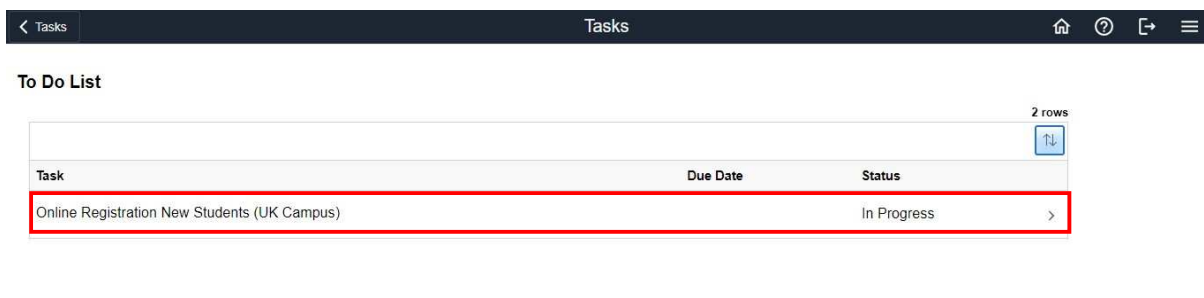 Tasks
Tasks
To Do List
2 rows
Task Due Date Status
Online Registration New Students (UK Campus) In Progress